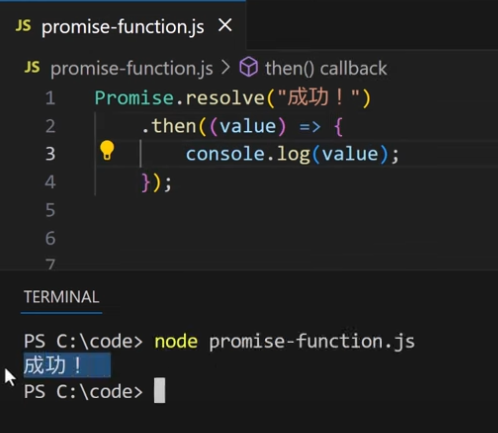 JS promise-function.js ×
JS promise-function.js > then() callback
1 Promise.resolve("成功！")
2 .then((value) => {
3 console.log(value);
4 });
5
6
7
TERMINAL
PS C:\code> node promise-function.js
成功！
PS C:\code>